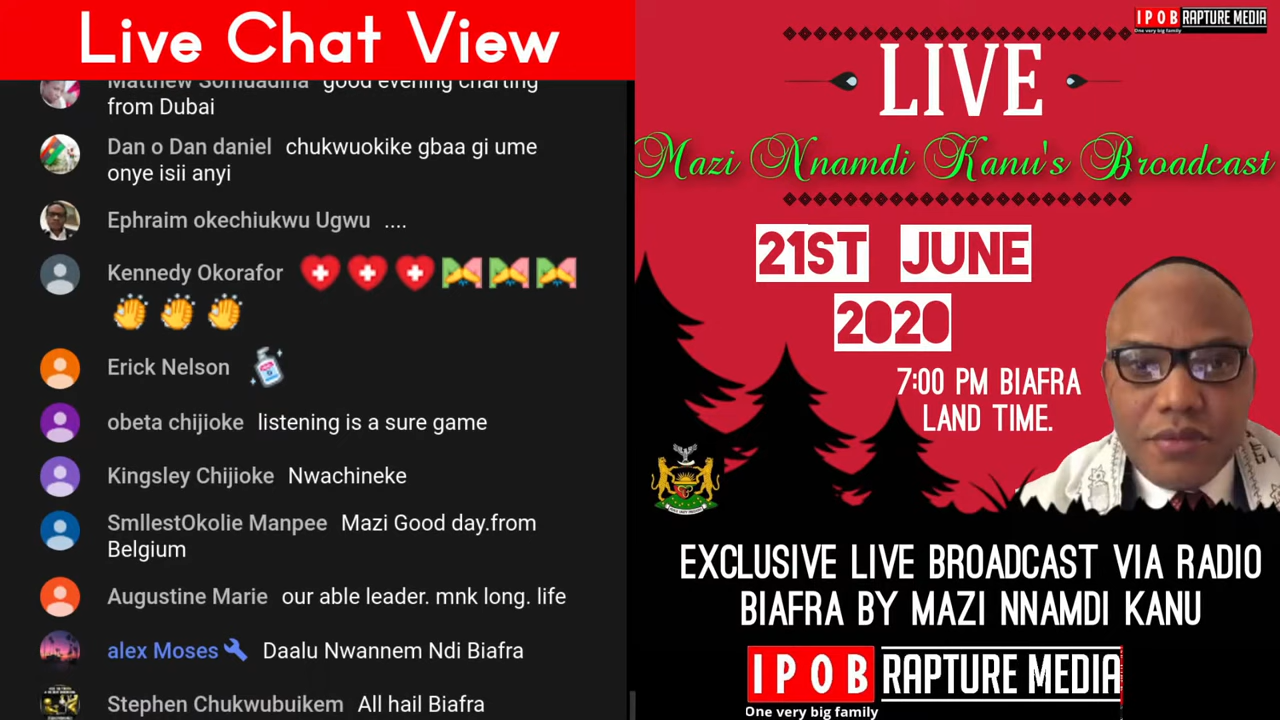 Live Chat View
Matthew Somuadina good evening charting
from Dubai
Dan o Dan daniel chukwuokike gbaa gi ume
onye isii anyi
Ephraim okechiukwu Ugwu ....
Kennedy Okorafor
Erick Nelson
obeta chijioke listening is a sure game
Kingsley Chijioke Nwachineke
SmllestOkolie Manpee Mazi Good day.from
Belgium
Augustine Marie our able leader. mnk long. life
alex Moses Daalu Nwannem Ndi Biafra
Stephen Chukwubuikem All hail Biafra
IPOB RAPTURE MEDIA
One very big family
LIVE
Mazi Nnamdi Kanu's Broadcast
21ST JUNE
2020
7:00 PM BIAFRA
LAND TIME.
EXCLUSIVE LIVE BROADCAST VIA RADIO
BIAFRA BY MAZI NNAMDI KANU
IPOB RAPTURE MEDIA
One very big family